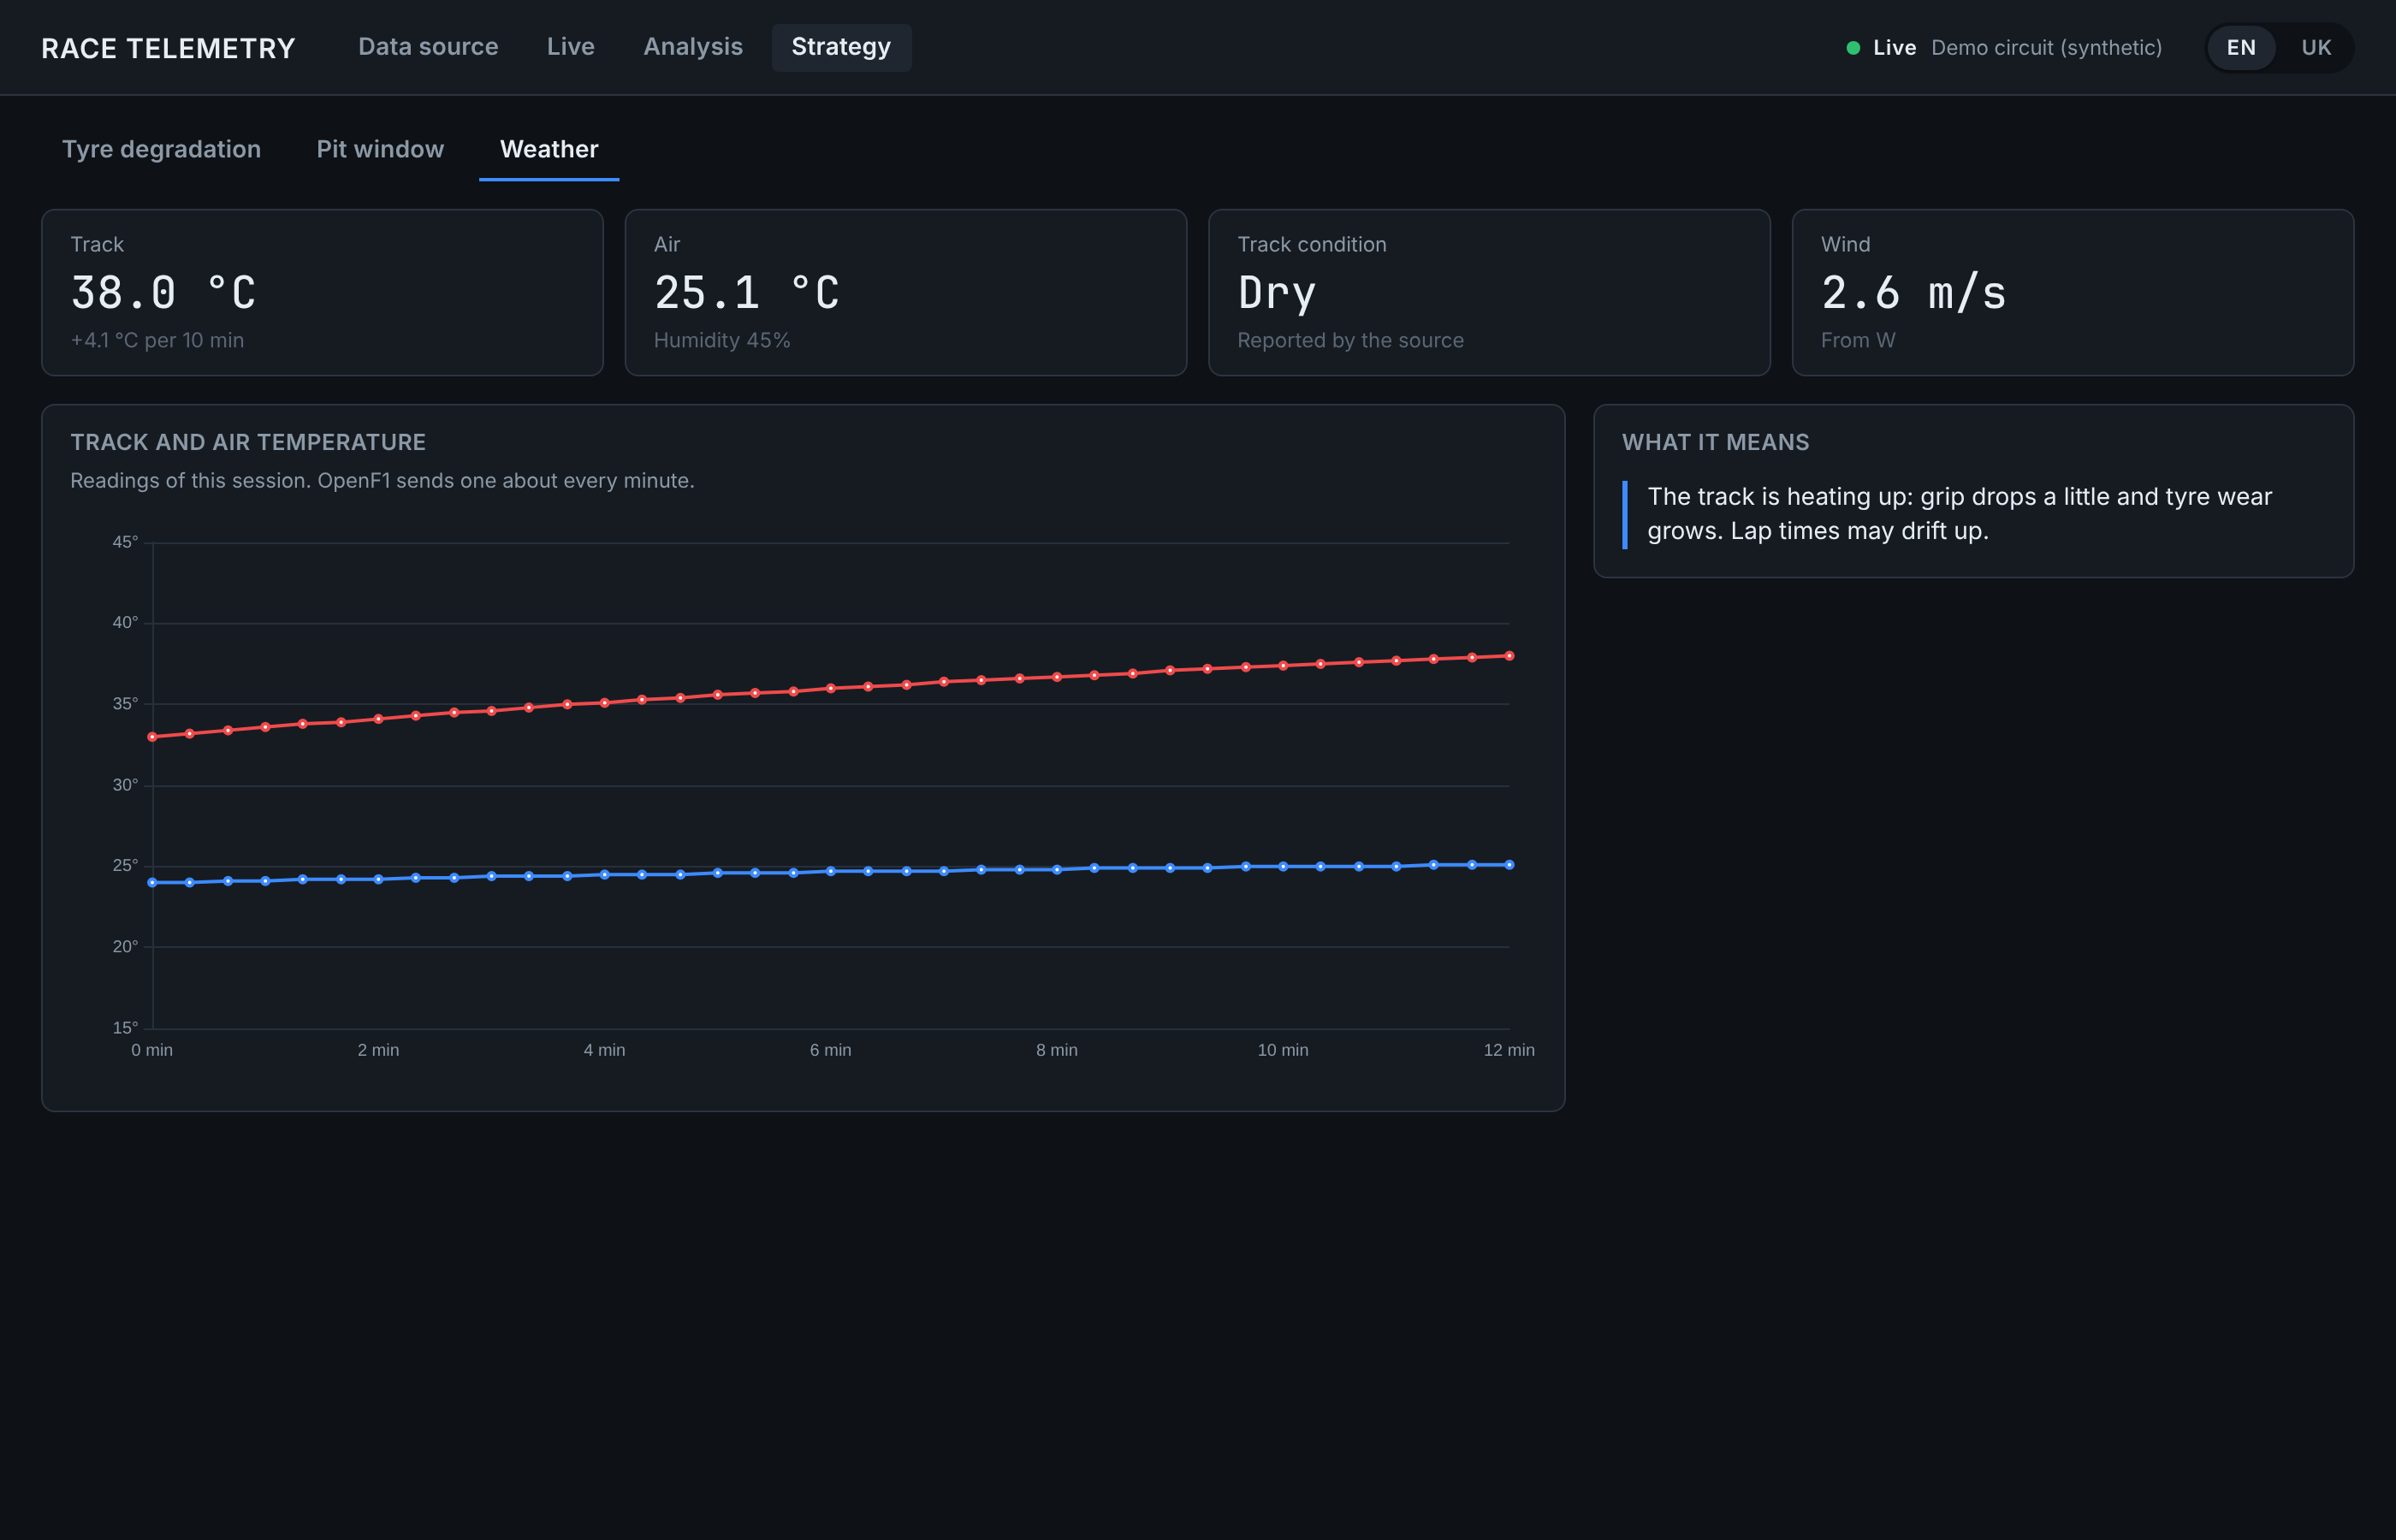 RACE TELEMETRY Data source Live Analysis Strategy Live Demo circuit (synthetic) EN UK
Tyre degradation Pit window Weather
Track
38.0 °C
+4.1 °C per 10 min
Air
25.1 °C
Humidity 45%
Track condition
Dry
Reported by the source
Wind
2.6 m/s
From W
TRACK AND AIR TEMPERATURE
Readings of this session. OpenF1 sends one about every minute.
45°
40°
35°
30°
25°
20°
15°
0 min 2 min 4 min 6 min 8 min 10 min 12 min
WHAT IT MEANS
The track is heating up: grip drops a little and tyre wear
grows. Lap times may drift up.